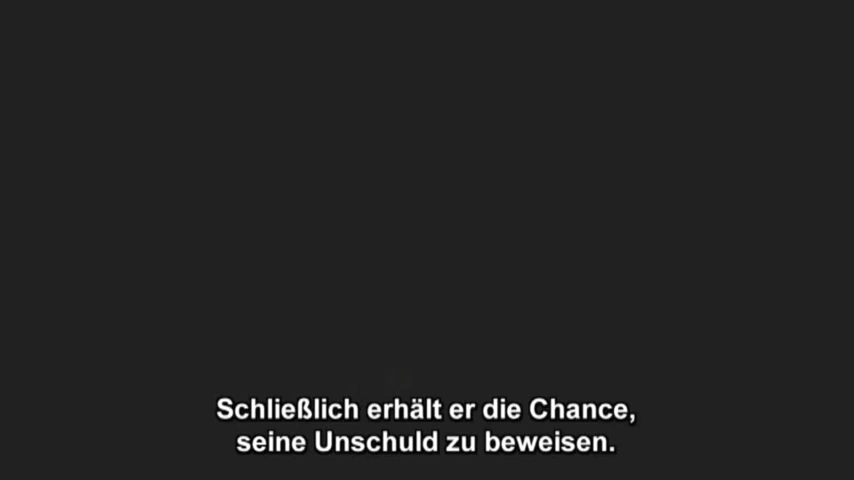 Schließlich erhält er die Chance,
seine Unschuld zu beweisen.